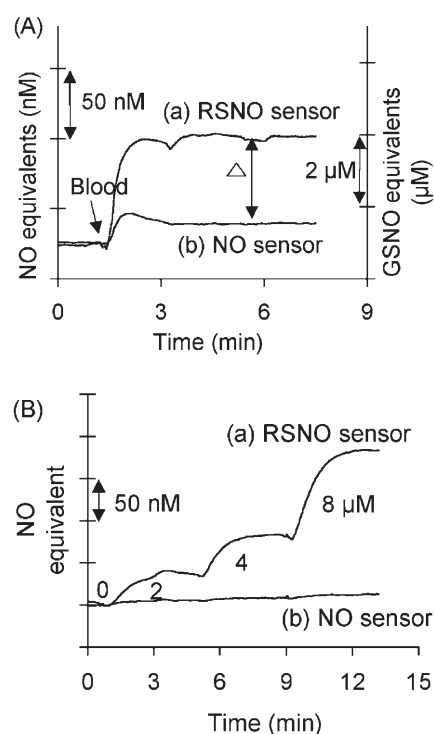 (A)
NO equivalents (nM)
50 nM
(a) RSNO sensor
Blood
△
2 µM
(b) NO sensor
GSNO equivalents
(µM)
0 3 6 9
Time (min)
(B)
NO
equivalent
50 nM
(a) RSNO sensor
8 µM
0
2
4
(b) NO sensor
0 3 6 9 12 15
Time (min)